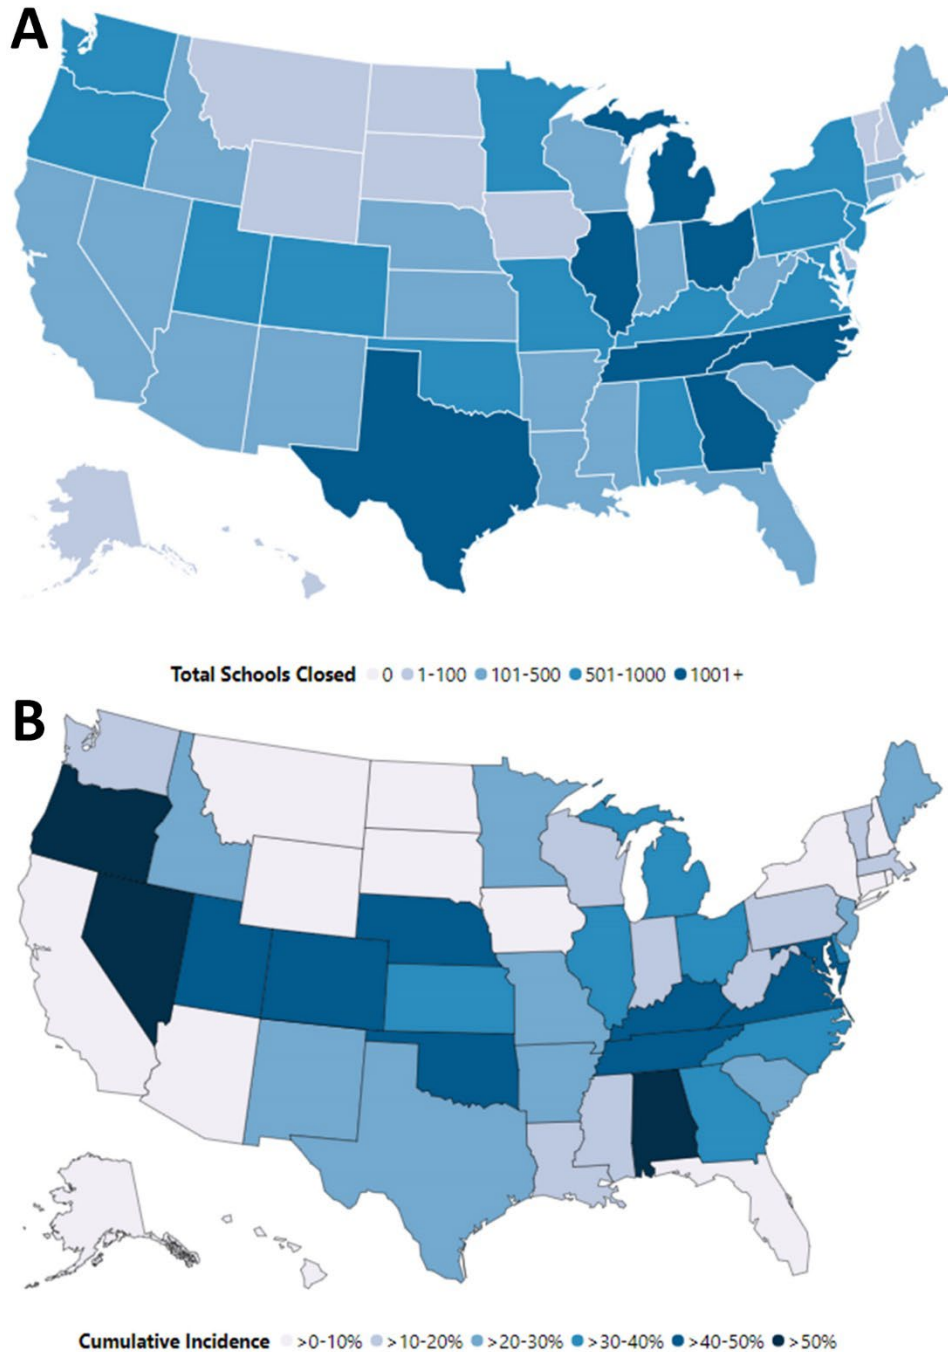 A
Total Schools Closed 0 1-100 101-500 501-1000 1001+
B
Cumulative Incidence >0-10% >10-20% >20-30% >30-40% >40-50% >50%